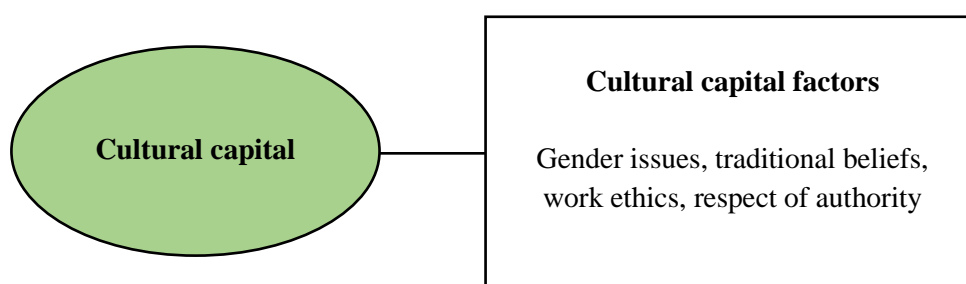 Cultural capital
Cultural capital factors
Gender issues, traditional beliefs,
work ethics, respect of authority